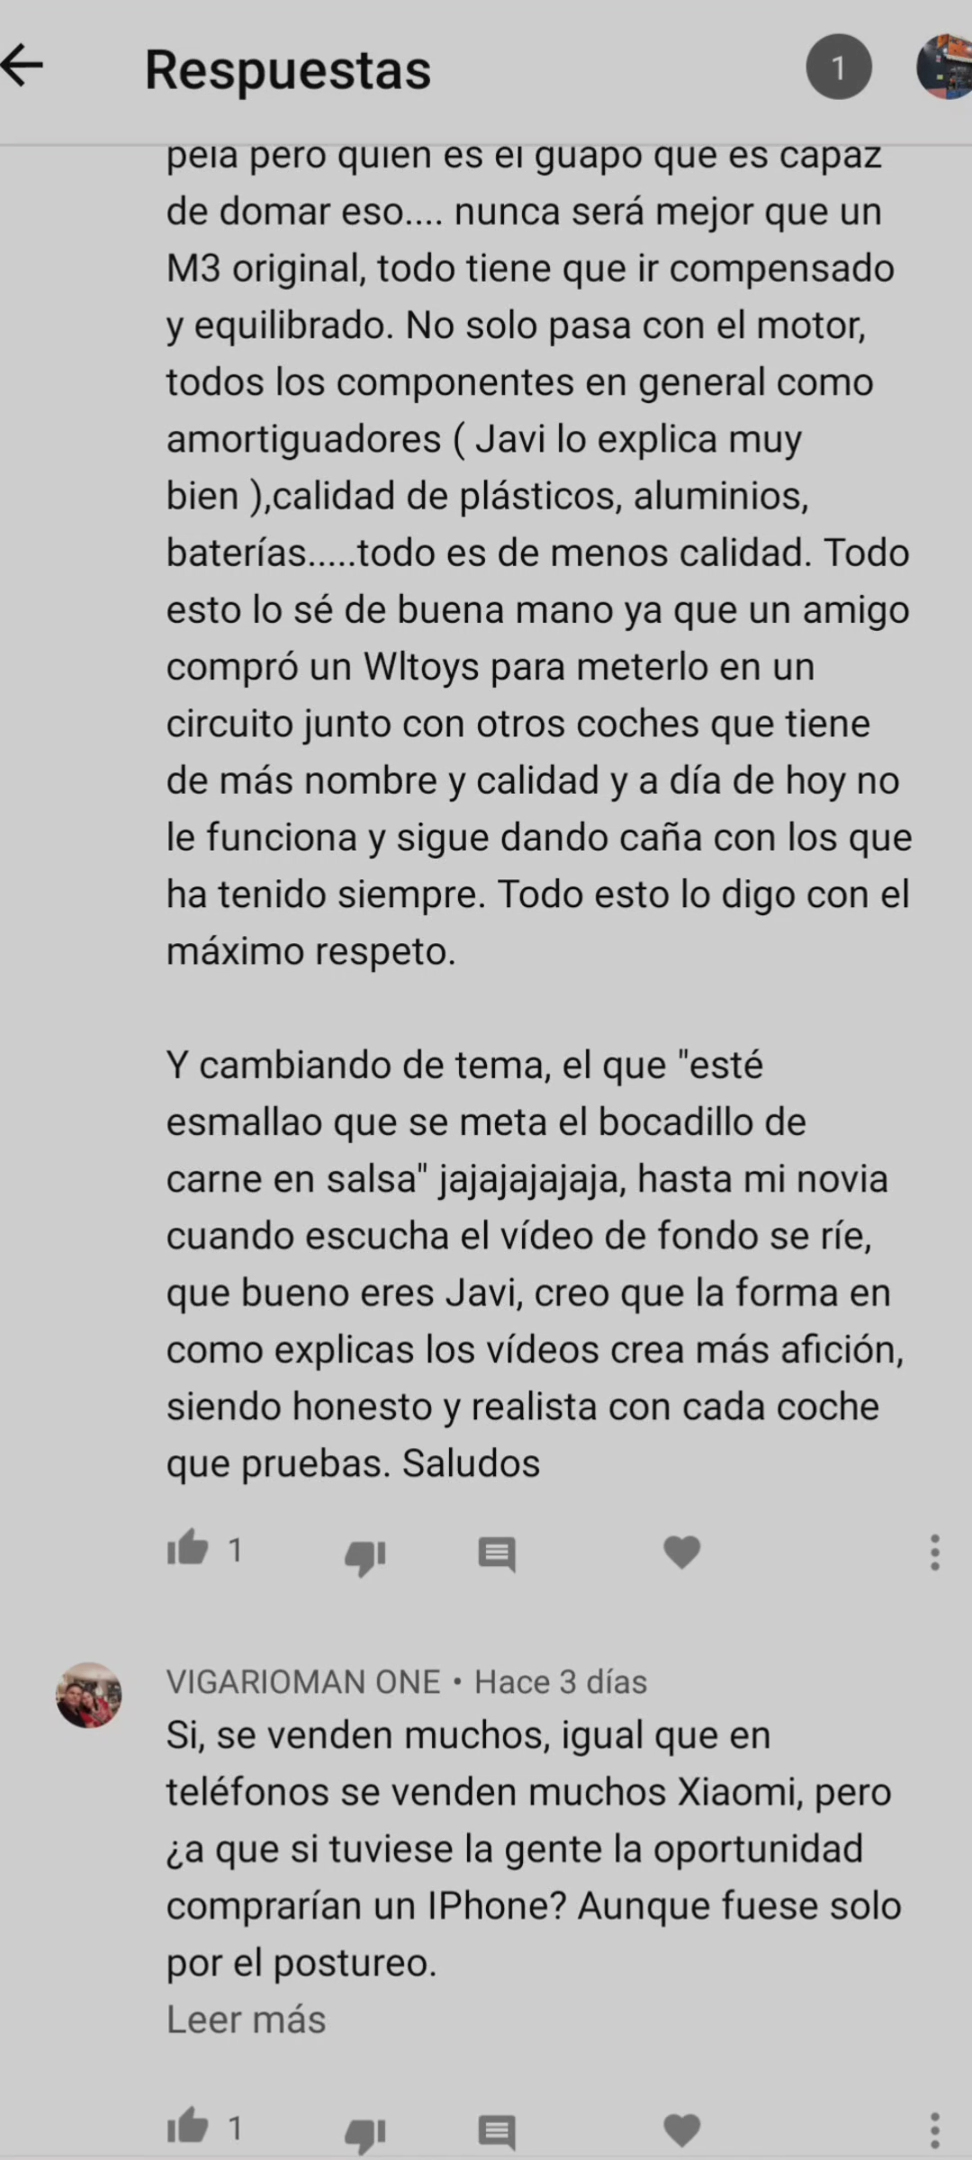 Respuestas
1
pela pero quien es el guapo que es capaz
de domar eso.... nunca será mejor que un
M3 original, todo tiene que ir compensado
y equilibrado. No solo pasa con el motor,
todos los componentes en general como
amortiguadores ( Javi lo explica muy
bien ),calidad de plásticos, aluminios,
baterías.....todo es de menos calidad. Todo
esto lo sé de buena mano ya que un amigo
compró un Wltoys para meterlo en un
circuito junto con otros coches que tiene
de más nombre y calidad y a día de hoy no
le funciona y sigue dando caña con los que
ha tenido siempre. Todo esto lo digo con el
máximo respeto.
Y cambiando de tema, el que "esté
esmallao que se meta el bocadillo de
carne en salsa" jajajajajaja, hasta mi novia
cuando escucha el vídeo de fondo se ríe,
que bueno eres Javi, creo que la forma en
como explicas los vídeos crea más afición,
siendo honesto y realista con cada coche
que pruebas. Saludos
1
VIGARIOMAN ONE • Hace 3 días
Si, se venden muchos, igual que en
teléfonos se venden muchos Xiaomi, pero
¿a que si tuviese la gente la oportunidad
comprarían un IPhone? Aunque fuese solo
por el postureo.
Leer más
1